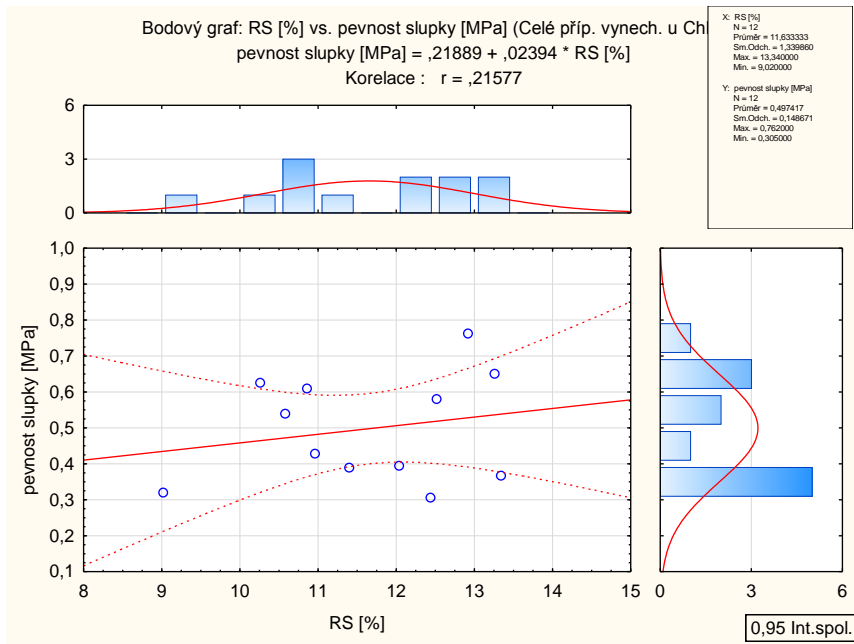 Bodový graf: RS [%] vs. pevnost slupky [MPa] (Celé příp. vynech. u Chl
pevnost slupky [MPa] = ,21889 + ,02394 * RS [%]
Korelace : r = ,21577
X: RS [%]
N = 12
Průměr = 11,633333
Sm.Odch. = 1,339860
Max. = 13,340000
Min. = 9,020000
Y: pevnost slupky [MPa]
N = 12
Průměr = 0,497417
Sm.Odch. = 0,148671
Max. = 0,762000
Min. = 0,305000
6
3
0
1,0
0,9
0,8
0,7
0,6
0,5
0,4
0,3
0,2
0,1
pevnost slupky [MPa]
8 9 10 11 12 13 14 15
RS [%]
0 3 6
0,95 Int.spol.